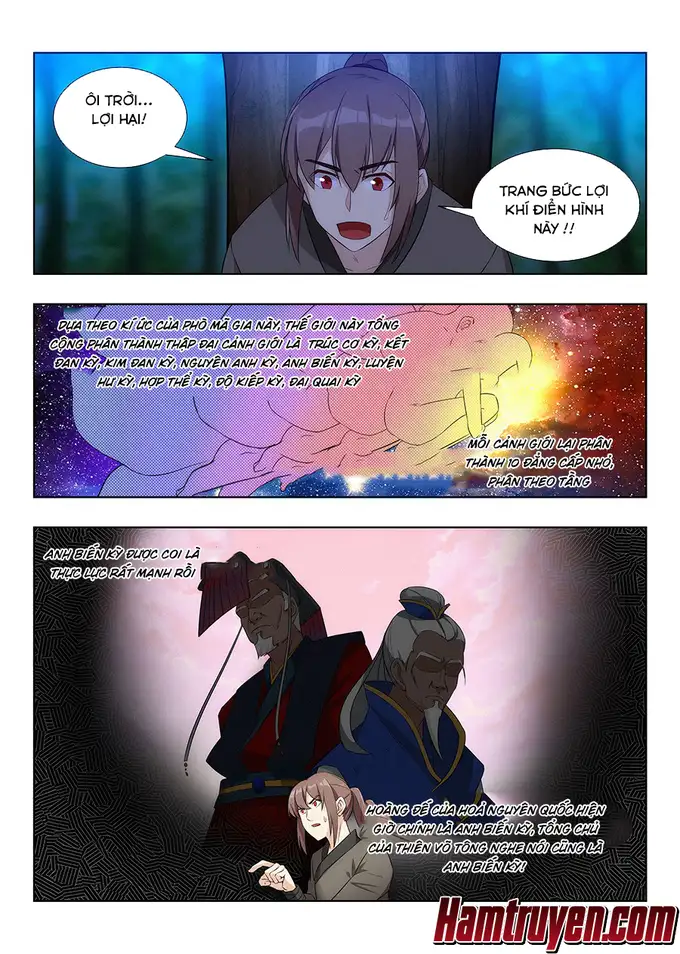 ÔI TRỜI...
LỢI HẠI!
TRANG BỨC LỢI
KHÍ ĐIỂN HÌNH
NÀY !!
DỰA THEO KÍ ỨC CỦA PHÒ MÃ GIA NÀY, THẾ GIỚI NÀY TỔNG
CỘNG PHÂN THÀNH THẬP ĐẠI CẢNH GIỚI LÀ TRÚC CƠ KỲ, KẾT
ĐAN KỲ, KIM ĐAN KỲ, NGUYÊN ANH KỲ, ANH BIẾN KỲ, LUYỆN
HƯ KỲ, HỢP THỂ KỲ, ĐỘ KIẾP KỲ, ĐẠI QUAI KỲ
MỖI CẢNH GIỚI LẠI PHÂN
THÀNH 10 ĐẲNG CẤP NHỎ,
PHÂN THEO TẦNG
ANH BIẾN KỲ ĐƯỢC COI LÀ
THỰC LỰC RẤT MẠNH RỒI
HOÀNG ĐẾ CỦA HOẢ NGUYÊN QUỐC HIỆN
GIỜ CHÍNH LÀ ANH BIẾN KỲ, TỔNG CHỦ
CỦA THIÊN VÕ TÔNG NGHE NÓI CŨNG LÀ
ANH BIẾN KỲ!
Hamtruyen.com